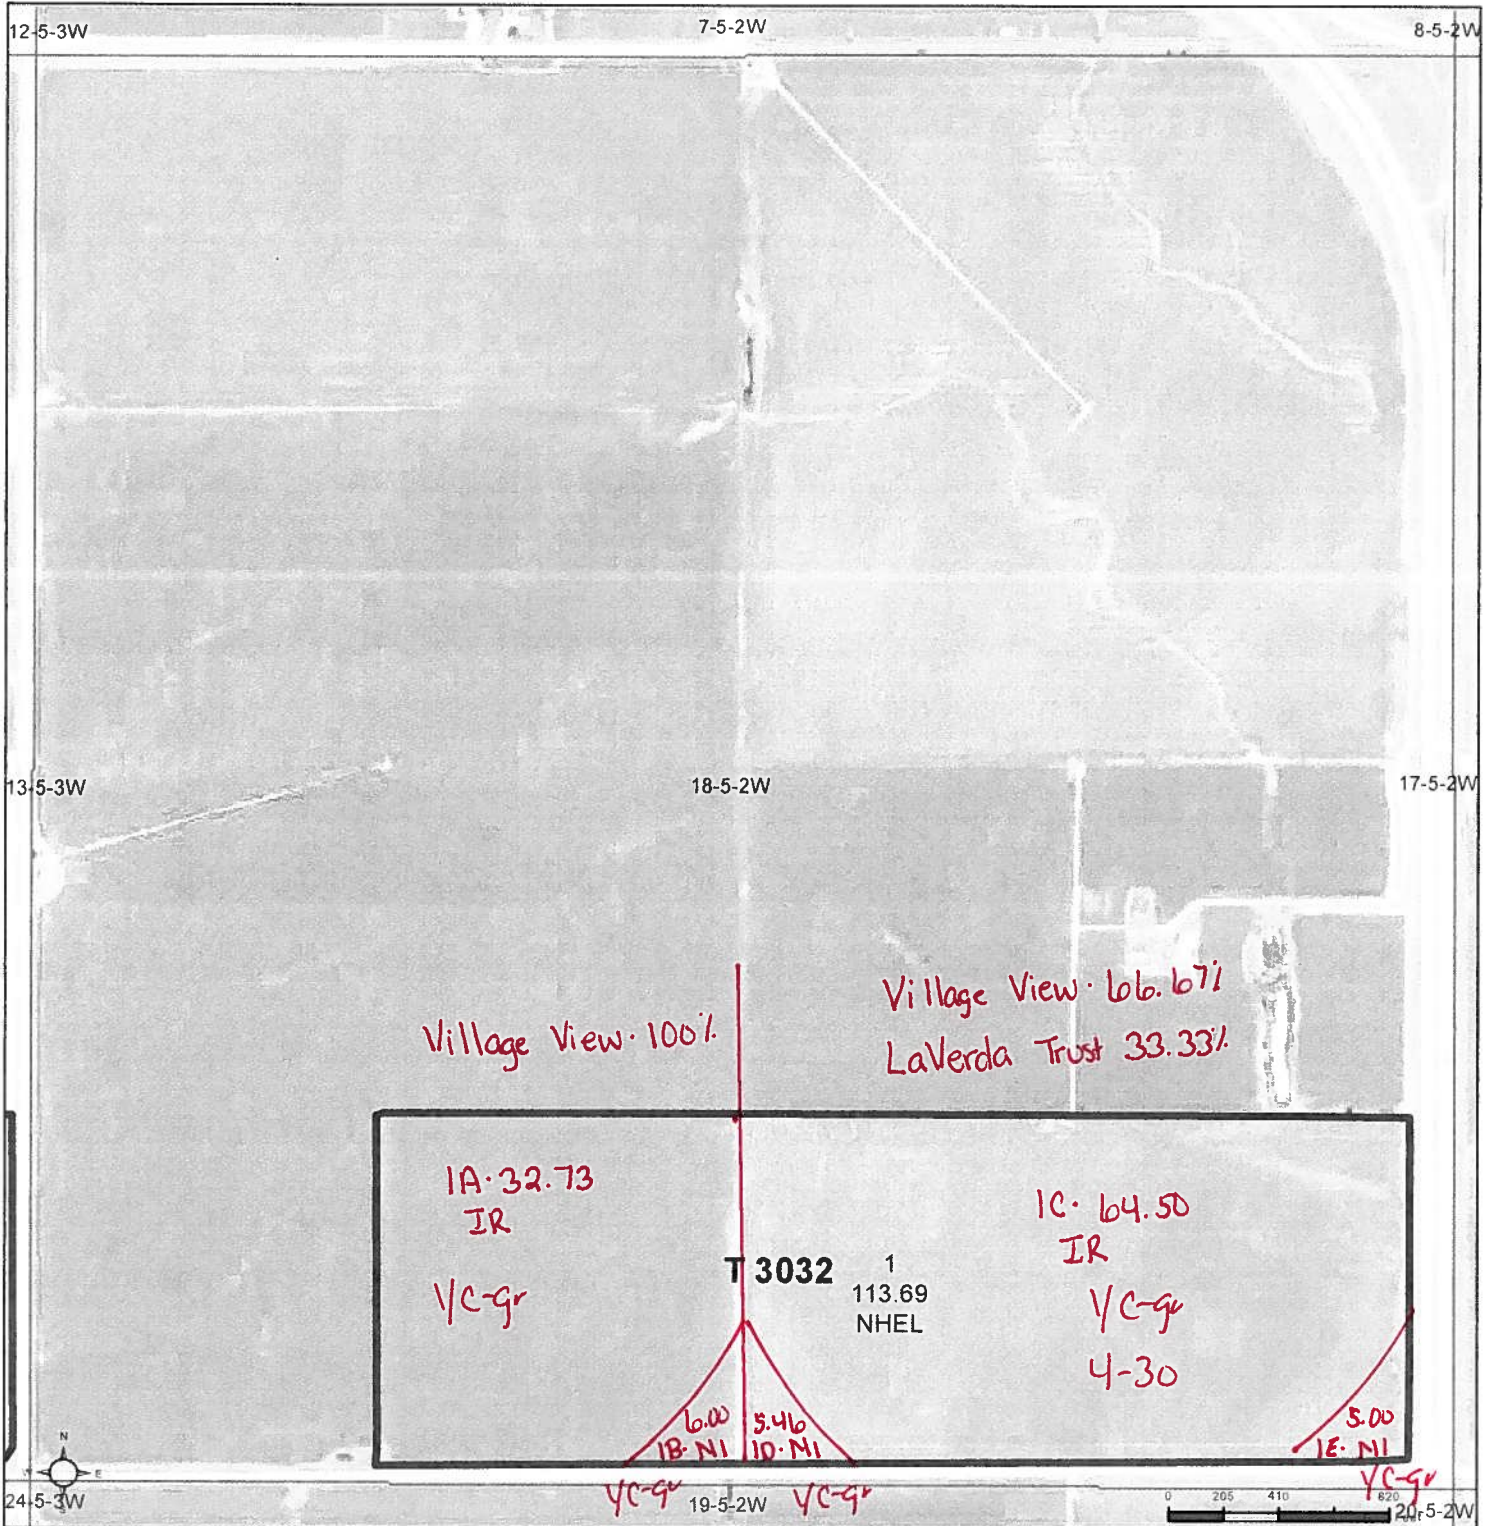 12-5-3W
7-5-2W
8-5-2W
13-5-3W
18-5-2W
17-5-2W
Village View · 100%
Village View · 66.67%
LaVerda Trust 33.33%
1A · 32.73
IR
Y/C-gr
T 3032
1
113.69
NHEL
1C · 64.50
IR
Y/C-gr
4-30
6.00
1B · NI
5.46
1D · NI
5.00
1E · NI
Y/C-gr
Y/C-gr
Y/C-gr
N
W
E
S
24-5-3W
19-5-2W
0 205 410 820
20-5-2W